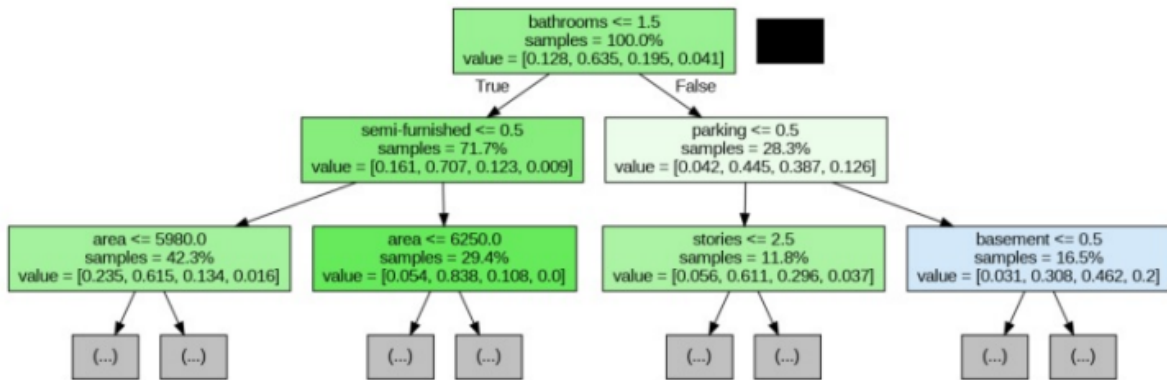 bathrooms <= 1.5
samples = 100.0%
value = [0.128, 0.635, 0.195, 0.041]
True
False
semi-furnished <= 0.5
samples = 71.7%
value = [0.161, 0.707, 0.123, 0.009]
parking <= 0.5
samples = 28.3%
value = [0.042, 0.445, 0.387, 0.126]
area <= 5980.0
samples = 42.3%
value = [0.235, 0.615, 0.134, 0.016]
area <= 6250.0
samples = 29.4%
value = [0.054, 0.838, 0.108, 0.0]
stories <= 2.5
samples = 11.8%
value = [0.056, 0.611, 0.296, 0.037]
basement <= 0.5
samples = 16.5%
value = [0.031, 0.308, 0.462, 0.2]
(...)
(...)
(...)
(...)
(...)
(...)
(...)
(...)